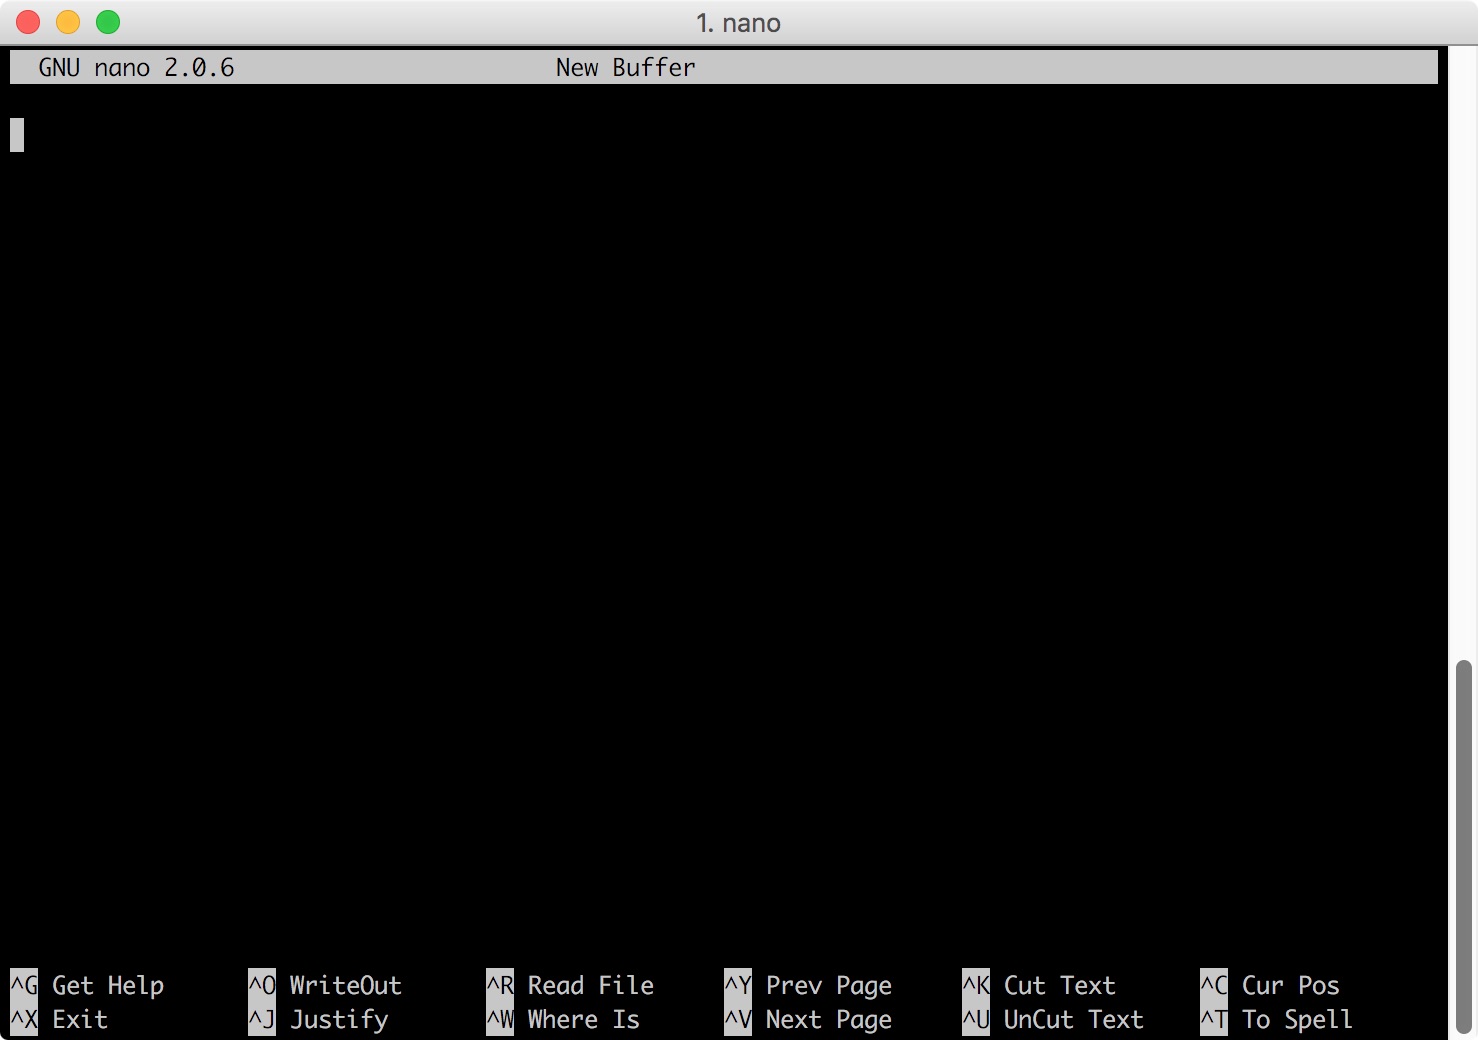 1. nano
GNU nano 2.0.6 New Buffer
^G Get Help ^O WriteOut ^R Read File ^Y Prev Page ^K Cut Text ^C Cur Pos
^X Exit ^J Justify ^W Where Is ^V Next Page ^U UnCut Text ^T To Spell